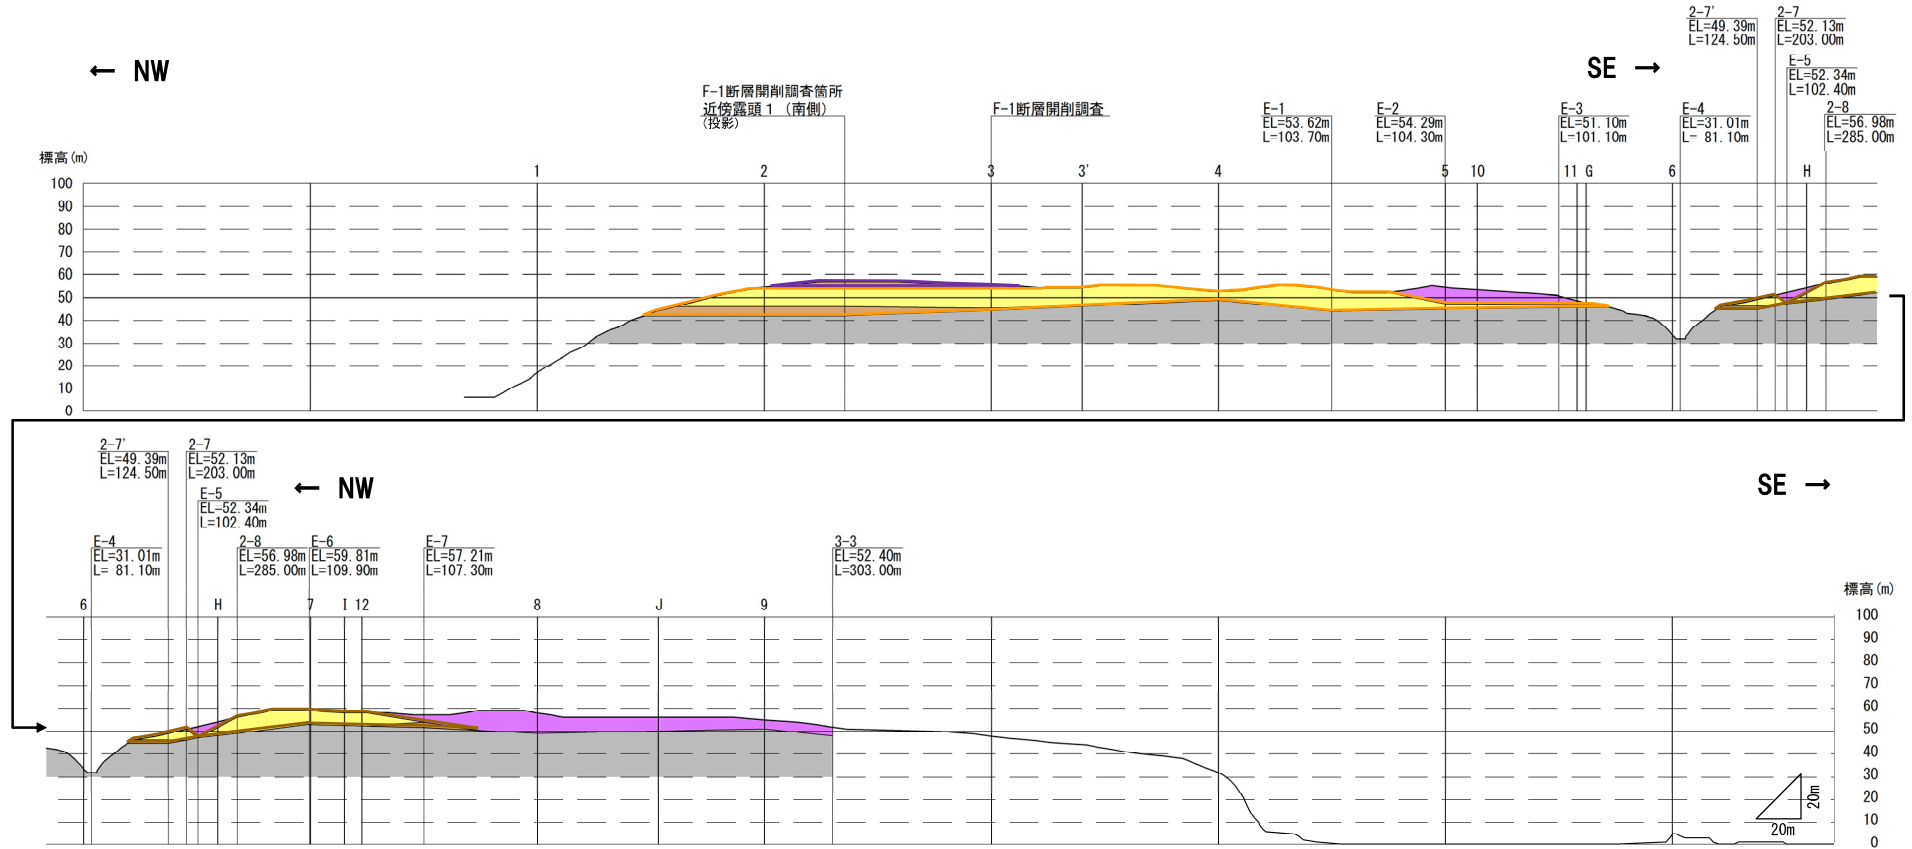 ← NW
SE →
2-7'
EL=49.39m
L=124.50m
2-7
EL=52.13m
L=203.00m
E-5
EL=52.34m
L=102.40m
F-1断層開削調査箇所
近傍露頭１（南側）
(投影)
F-1断層開削調査
E-1
EL=53.62m
L=103.70m
E-2
EL=54.29m
L=104.30m
E-3
EL=51.10m
L=101.10m
E-4
EL=31.01m
L= 81.10m
2-8
EL=56.98m
L=285.00m
標高(m)
1 2 3 3' 4 5 10 11 G 6 H
100
90
80
70
60
50
40
30
20
10
0
2-7'
EL=49.39m
L=124.50m
2-7
EL=52.13m
L=203.00m
E-5
EL=52.34m
L=102.40m
← NW
SE →
E-4
EL=31.01m
L= 81.10m
2-8
EL=56.98m
L=285.00m
E-6
EL=59.81m
L=109.90m
E-7
EL=57.21m
L=107.30m
3-3
EL=52.40m
L=303.00m
標高(m)
6 H 7 I 12 8 J 9
100
90
80
70
60
50
40
30
20
10
0
20m
20m